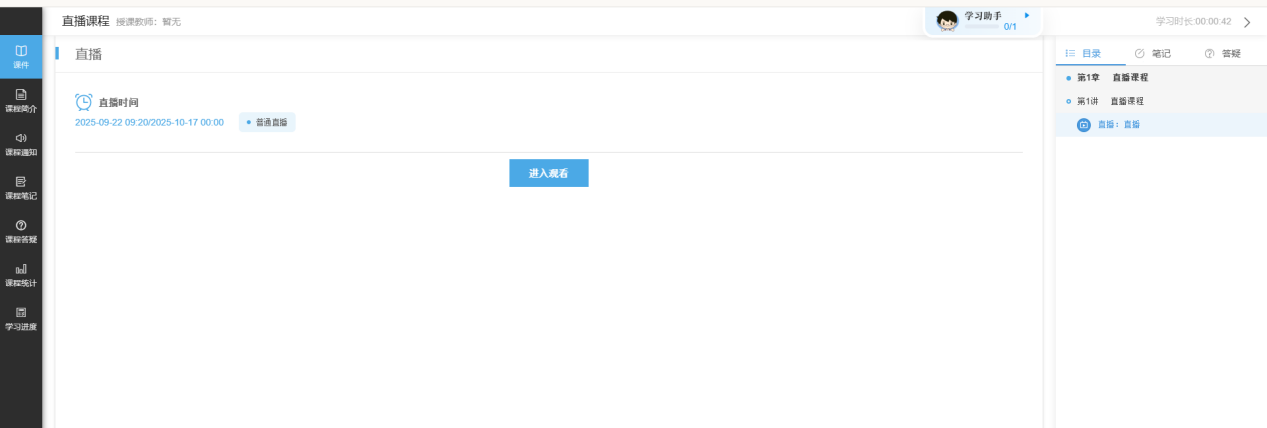 直播课程 授课教师：暂无
学习助手
0/1
学习时长:00:00:42
课件
课程简介
课程通知
课程笔记
课程答疑
课程统计
学习进度
直播
直播时间
2025-09-22 09:20/2025-10-17 00:00 普通直播
进入观看
目录 笔记 答疑
第1章 直播课程
第1讲 直播课程
直播：直播